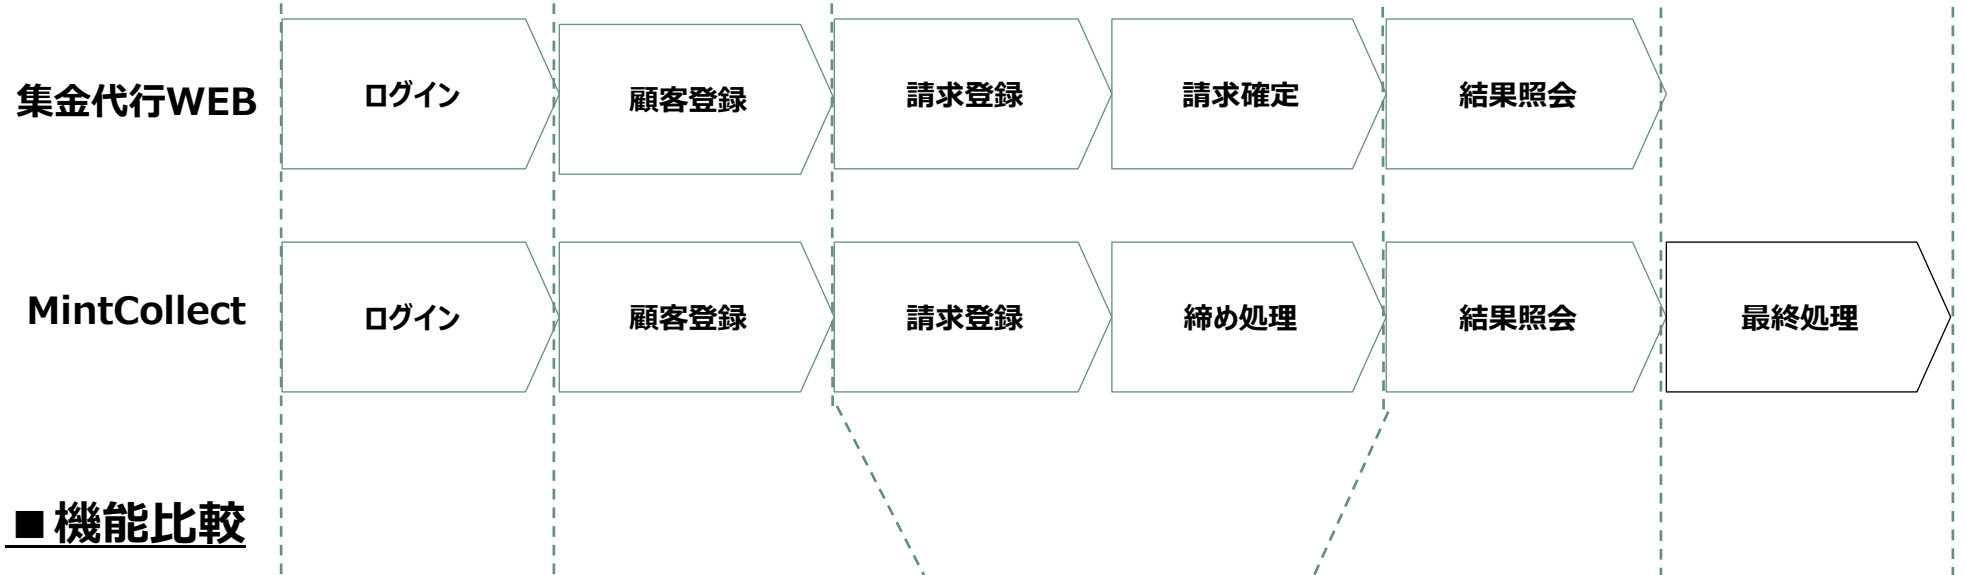 集金代行WEB
ログイン
顧客登録
請求登録
請求確定
結果照会
MintCollect
ログイン
顧客登録
請求登録
締め処理
結果照会
最終処理
■機能比較